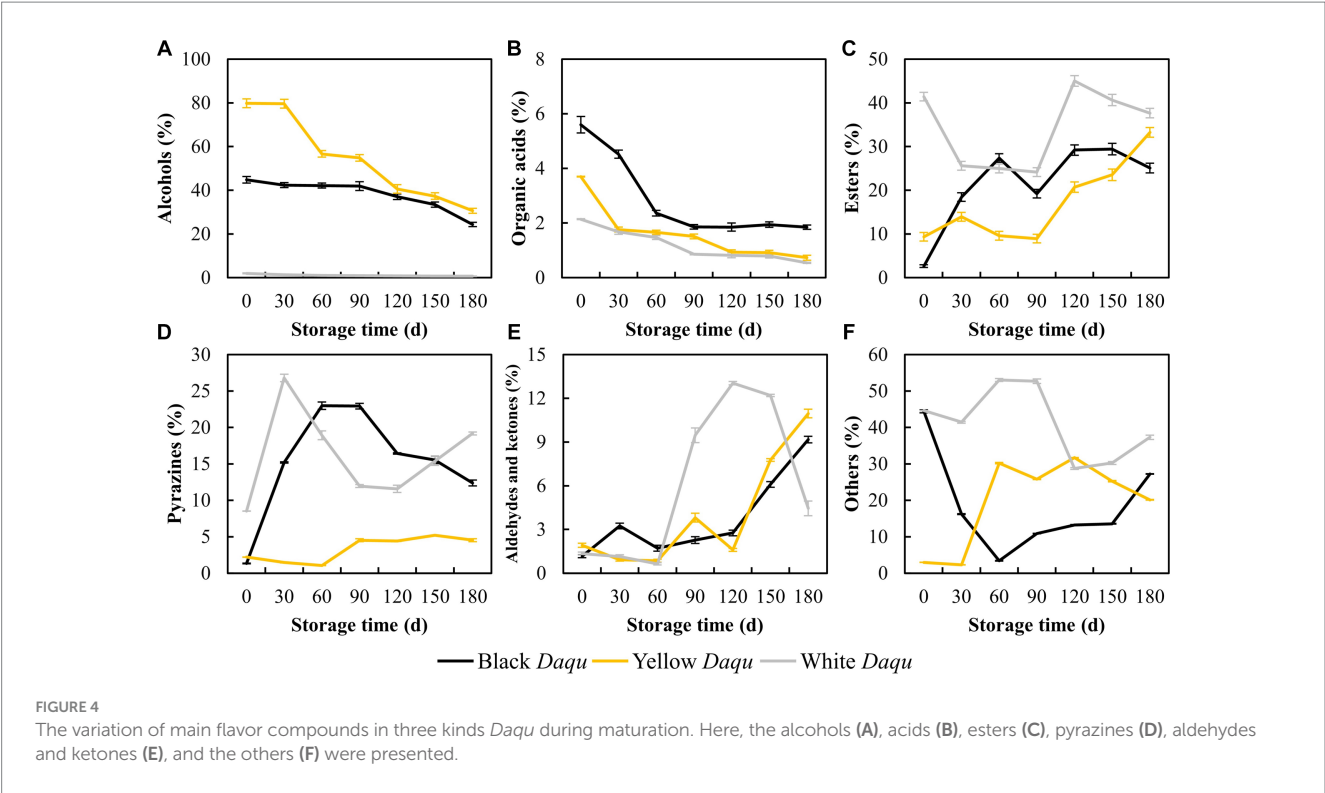 A
B
C
100
80
60
40
20
0
Alcohols (%)
0 30 60 90 120 150 180
Storage time (d)
8
6
4
2
0
Organic acids (%)
0 30 60 90 120 150 180
Storage time (d)
50
40
30
20
10
0
Esters (%)
0 30 60 90 120 150 180
Storage time (d)
D
E
F
30
25
20
15
10
5
0
Pyrazines (%)
0 30 60 90 120 150 180
Storage time (d)
15
12
9
6
3
0
Aldehydes and ketones (%)
0 30 60 90 120 150 180
Storage time (d)
60
50
40
30
20
10
0
Others (%)
0 30 60 90 120 150 180
Storage time (d)
Black Daqu Yellow Daqu White Daqu
FIGURE 4
The variation of main flavor compounds in three kinds Daqu during maturation. Here, the alcohols (A), acids (B), esters (C), pyrazines (D), aldehydes
and ketones (E), and the others (F) were presented.